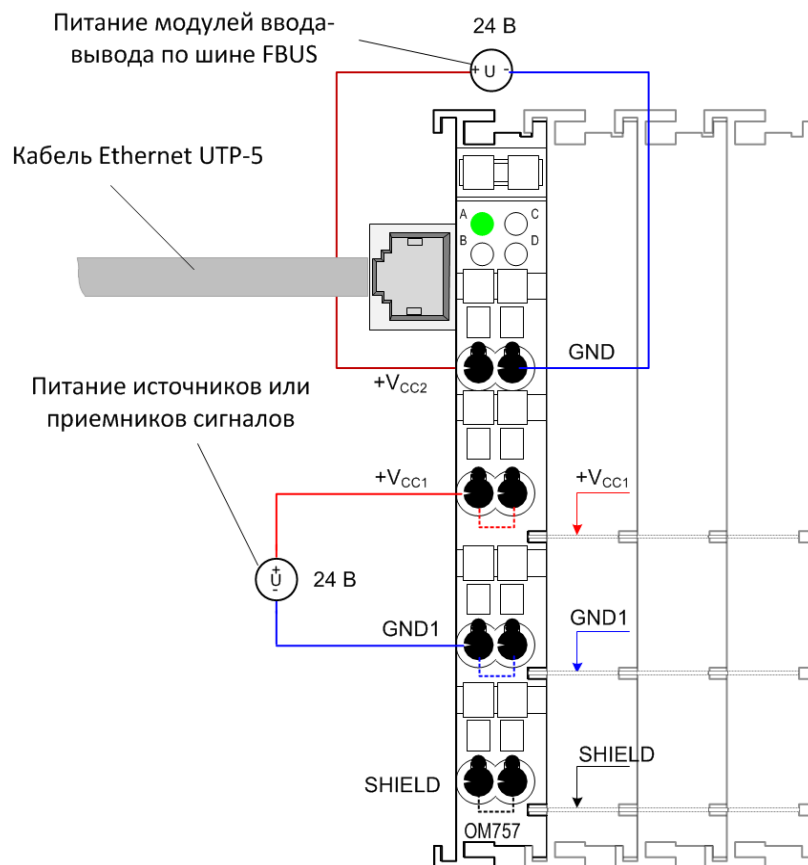 Питание модулей ввода-
вывода по шине FBUS
24 В
+ U -
Кабель Ethernet UTP-5
A
C
B
D
GND
+VCC2
Питание источников или
приемников сигналов
+VCC1
+VCC1
+
U
-
24 В
GND1
GND1
SHIELD
SHIELD
OM757